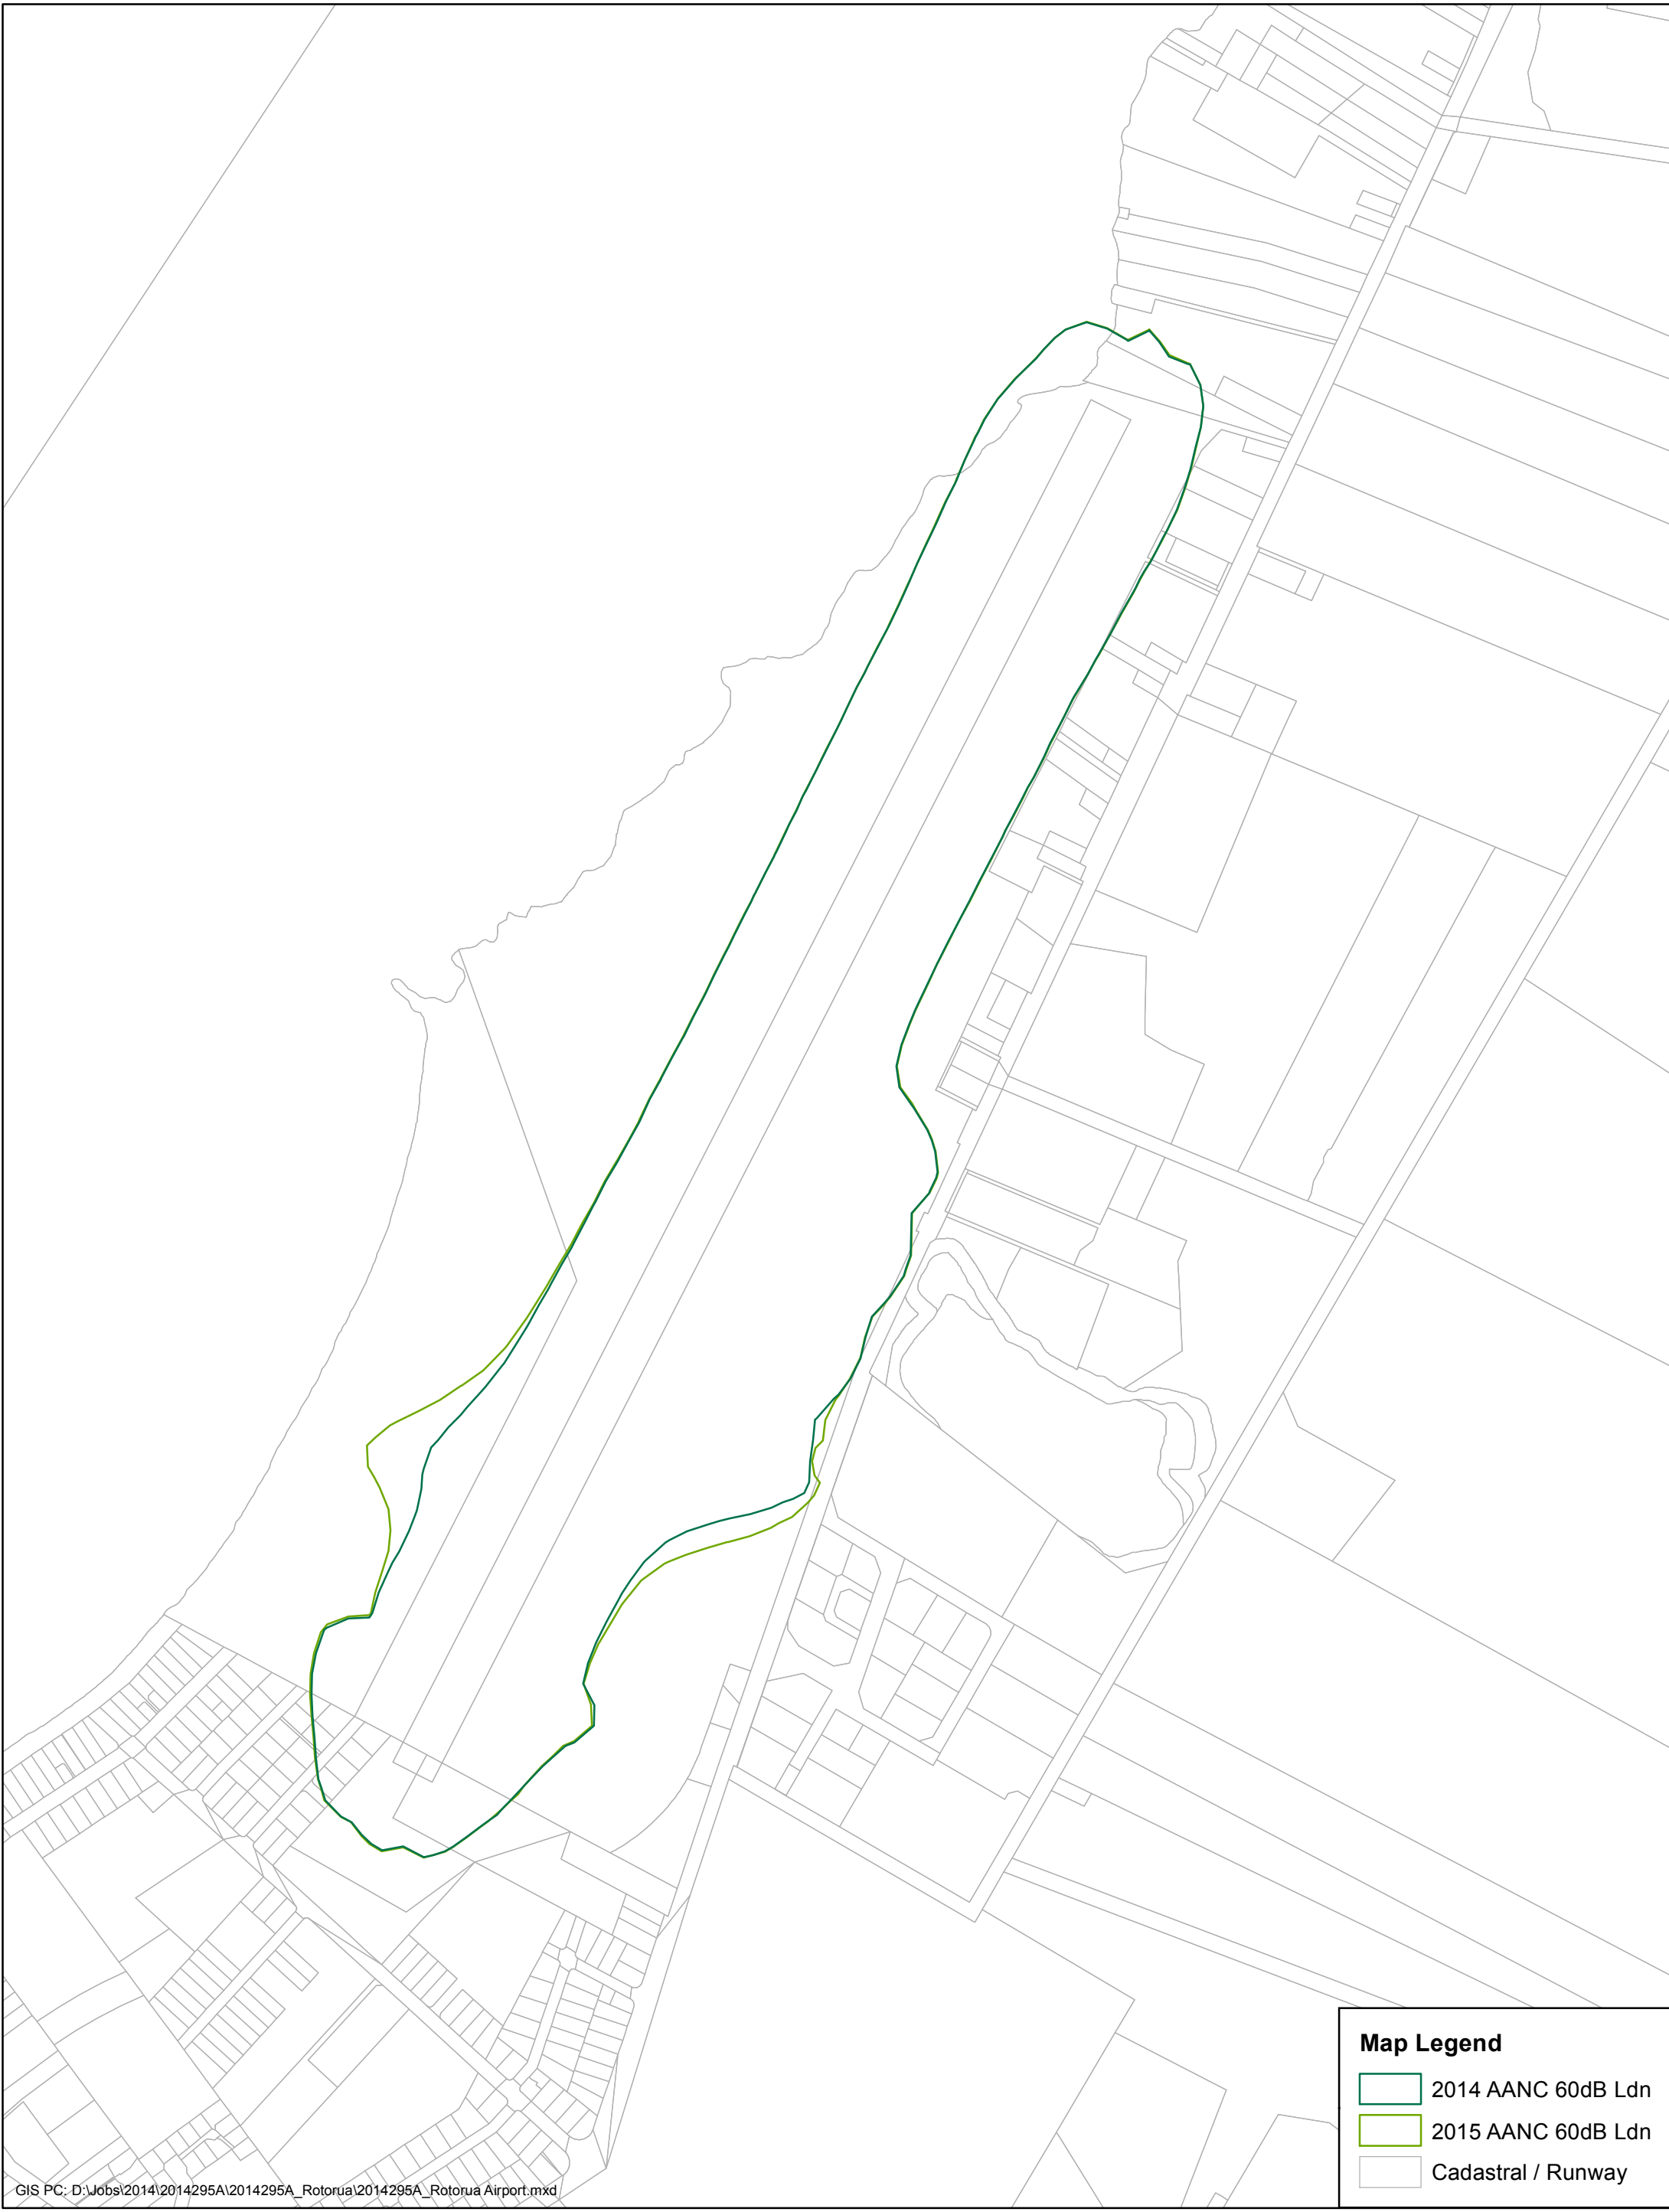 Map Legend
2014 AANC 60dB Ldn
2015 AANC 60dB Ldn
Cadastral / Runway
GIS PC: D:\Jobs\2014\2014295A\2014295A_Rotorua\2014295A_Rotorua Airport.mxd